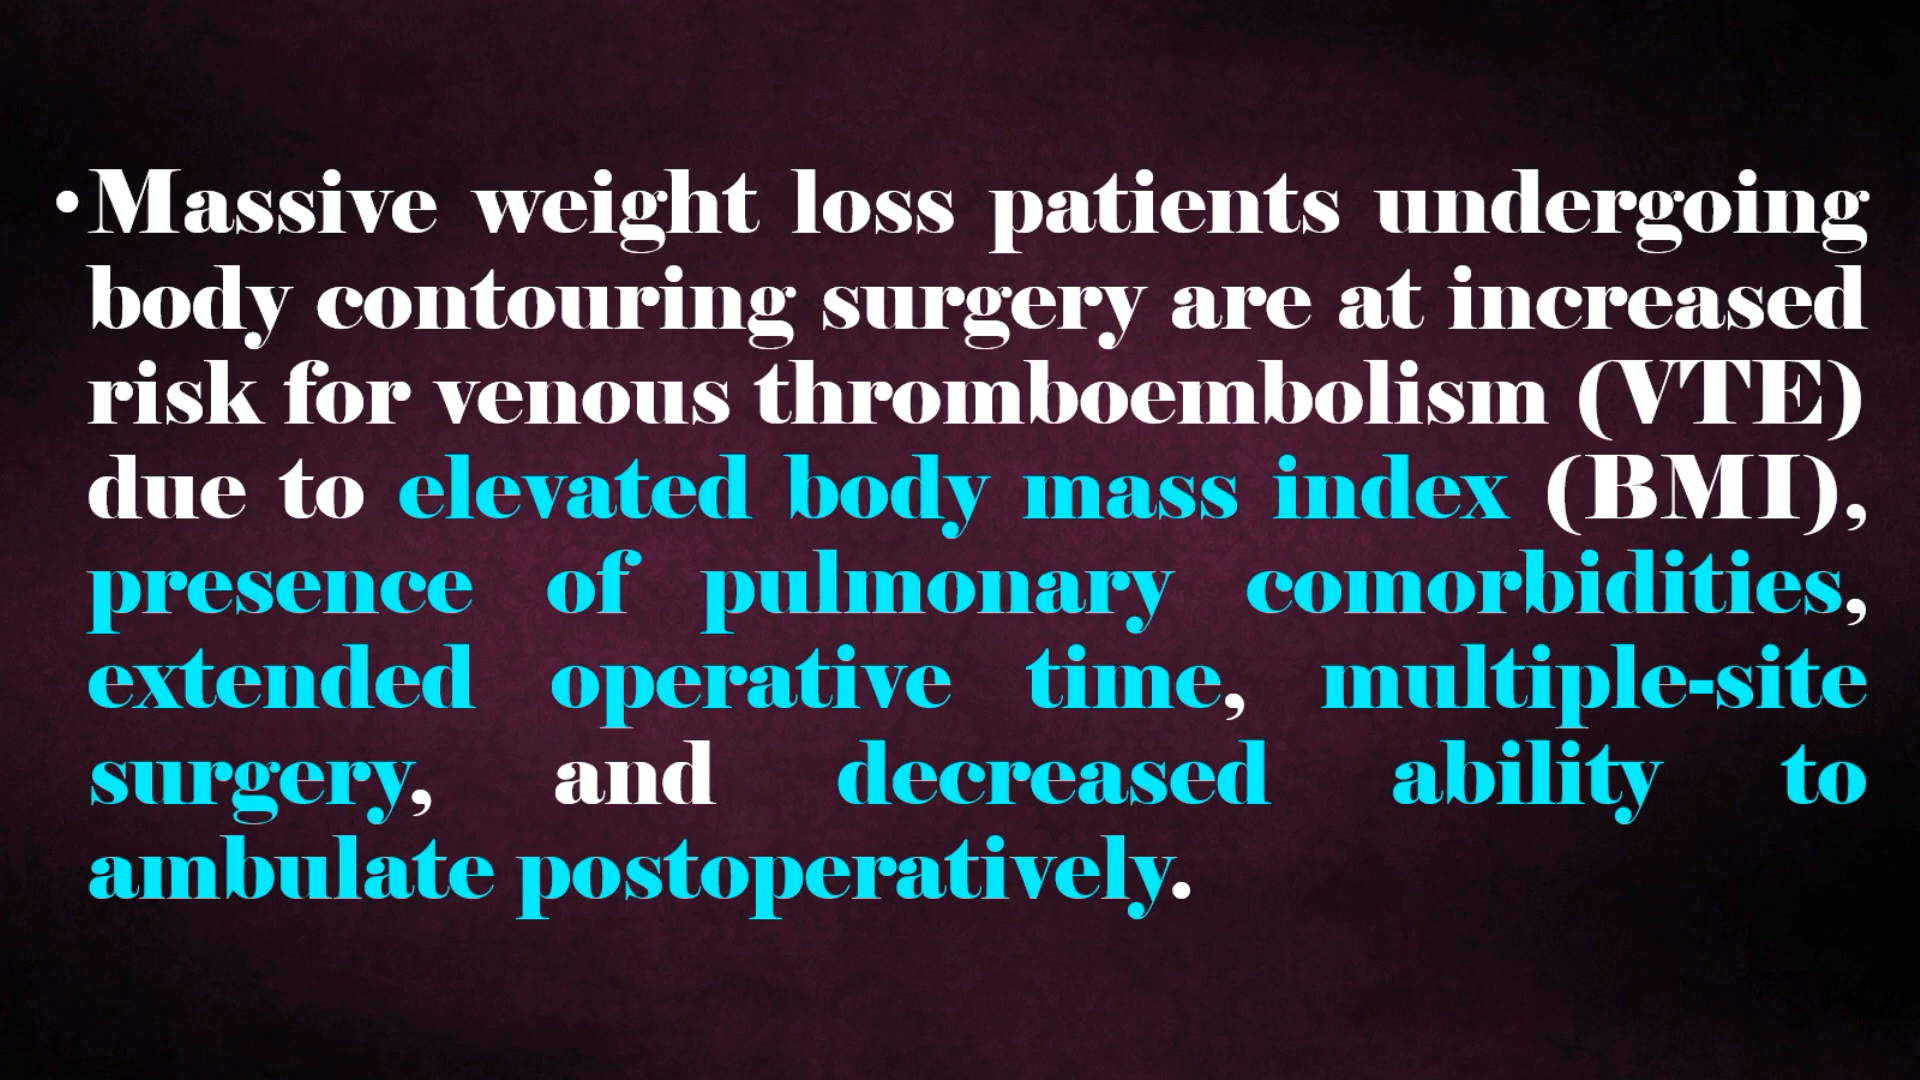 •Massive weight loss patients undergoing
body contouring surgery are at increased
risk for venous thromboembolism (VTE)
due to elevated body mass index (BMI),
presence of pulmonary comorbidities,
extended operative time, multiple-site
surgery, and decreased ability to
ambulate postoperatively.